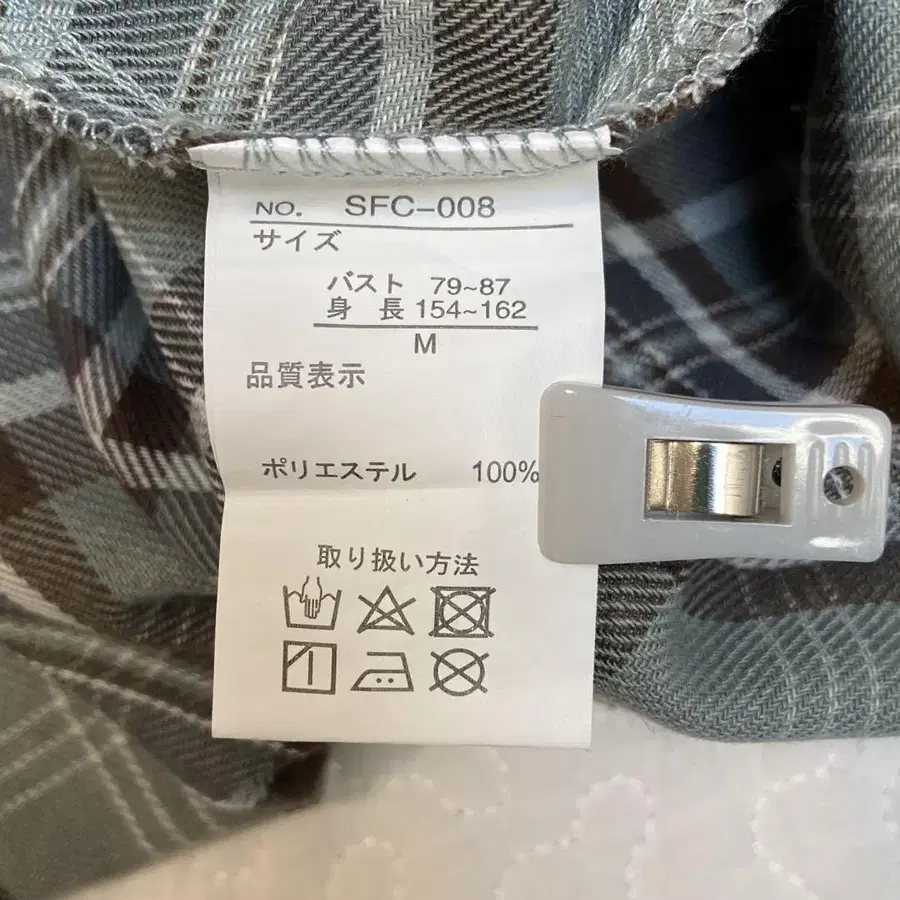 NO. SFC-008
サイズ
バスト 79~87
身 長 154~162
M
品質表示
ポリエステル 100%
取り扱い方法